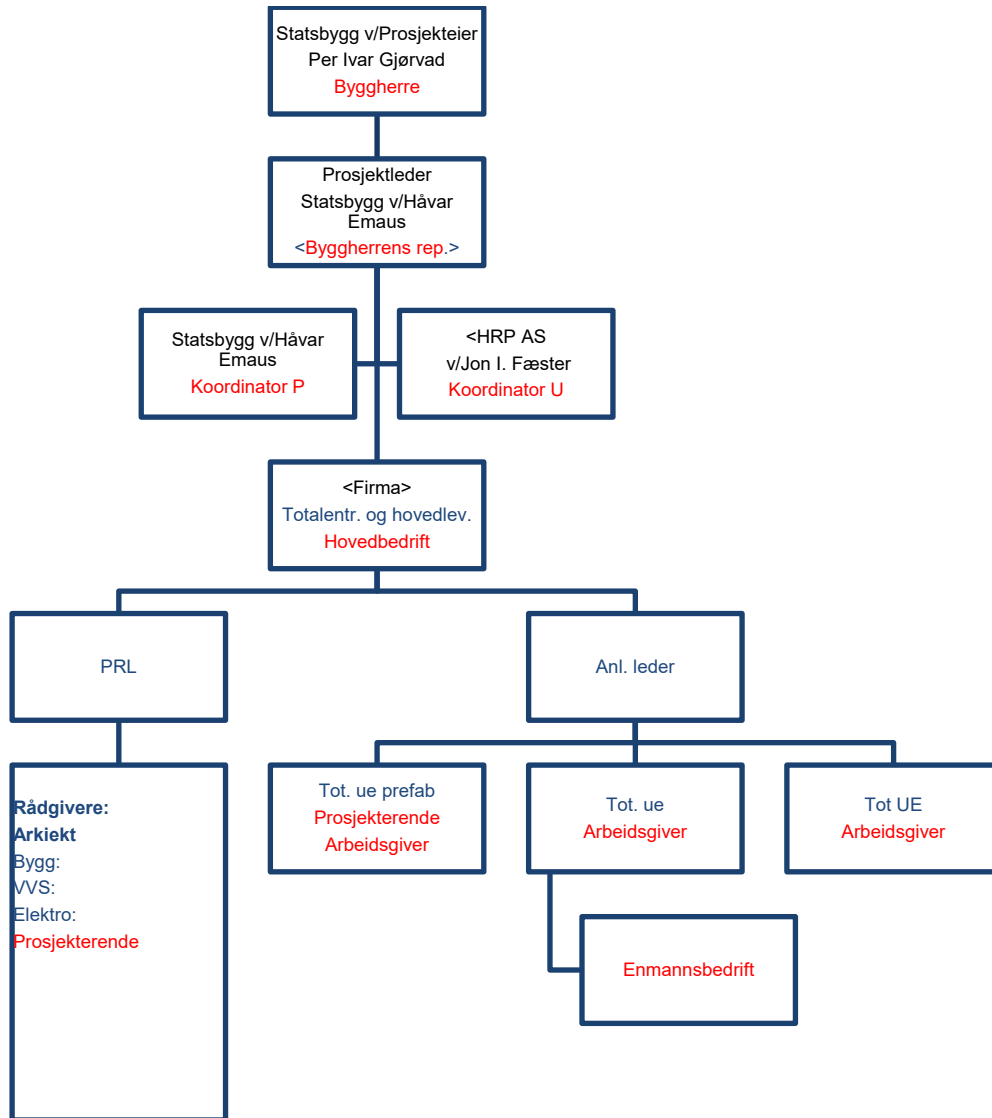 Statsbygg v/Prosjekteier
Per Ivar Gjørvad
Byggherre
Prosjektleder
Statsbygg v/Håvar
Emaus
<Byggherrens rep.>
Statsbygg v/Håvar
Emaus
Koordinator P
<HRP AS
v/Jon I. Fæster
Koordinator U
<Firma>
Totalentr. og hovedlev.
Hovedbedrift
PRL
Anl. leder
Rådgivere:
Arkiekt
Bygg:
VVS:
Elektro:
Prosjekterende
Tot. ue prefab
Prosjekterende
Arbeidsgiver
Tot. ue
Arbeidsgiver
Tot UE
Arbeidsgiver
Enmannsbedrift